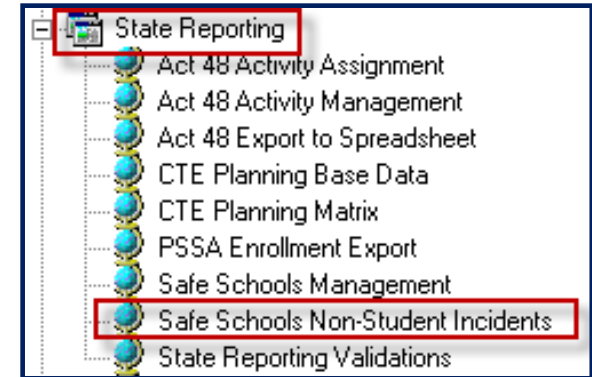 State Reporting
Act 48 Activity Assignment
Act 48 Activity Management
Act 48 Export to Spreadsheet
CTE Planning Base Data
CTE Planning Matrix
PSSA Enrollment Export
Safe Schools Management
Safe Schools Non-Student Incidents
State Reporting Validations